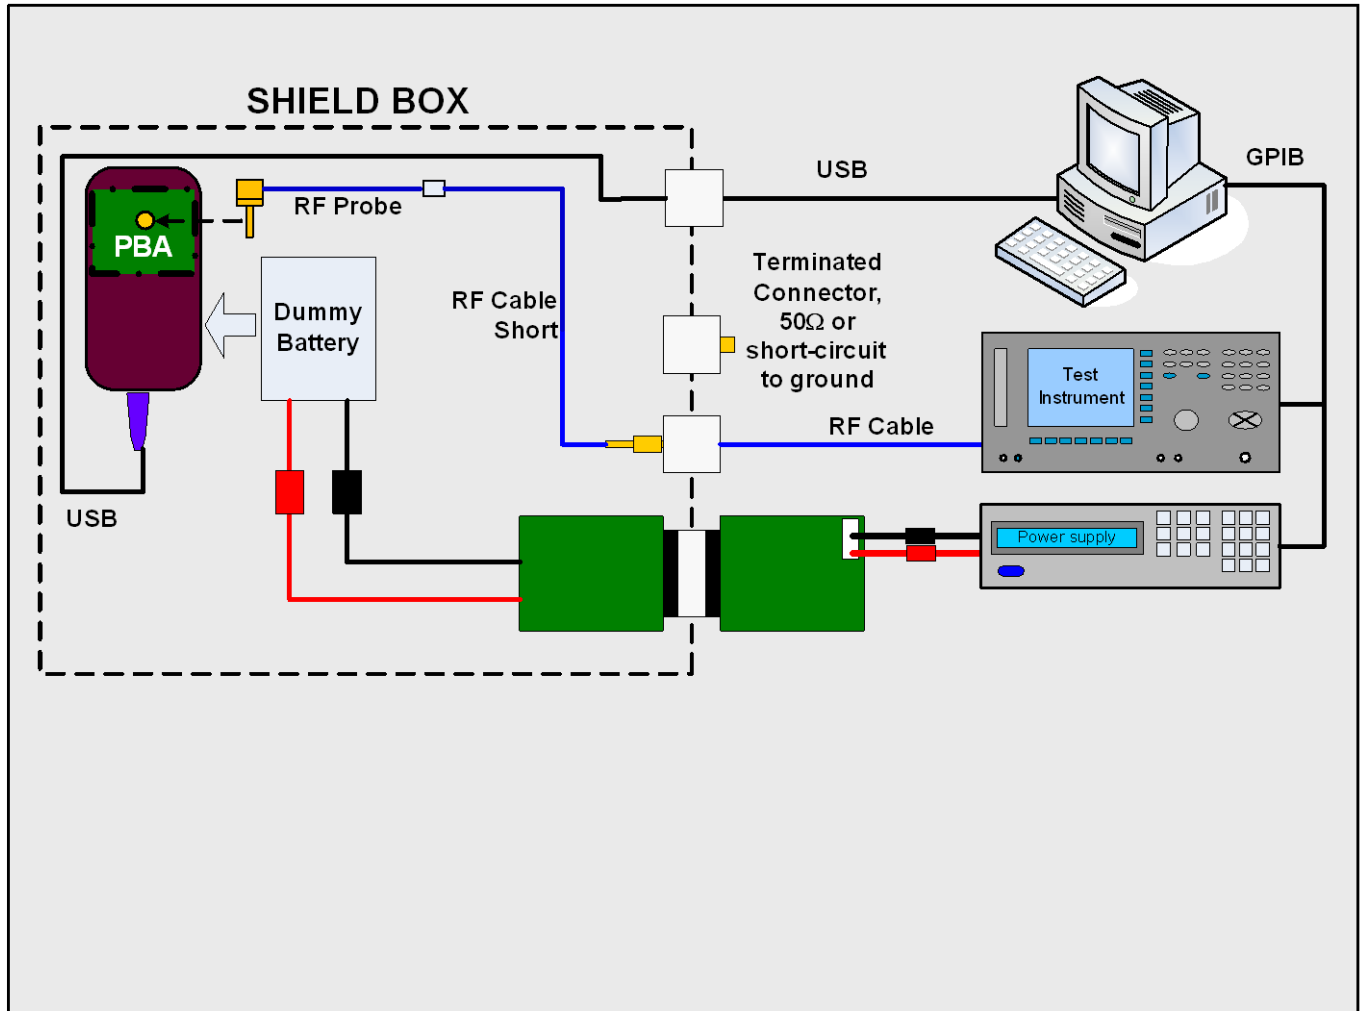 SHIELD BOX
USB
GPIB
RF Probe
PBA
Terminated
Connector,
50Ω or
short-circuit
to ground
RF Cable
Short
Dummy
Battery
Test
Instrument
RF Cable
USB
Power supply